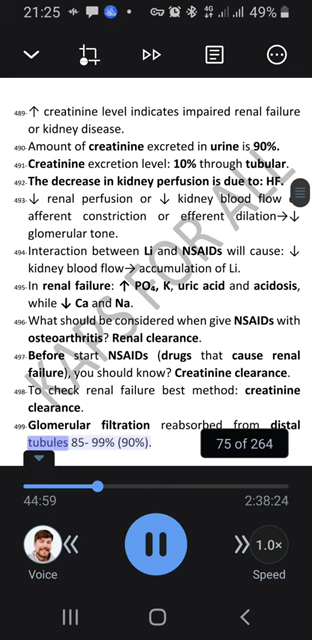 21:25
4G
49%
489- ↑ creatinine level indicates impaired renal failure
or kidney disease.
490- Amount of creatinine excreted in urine is 90%.
491- Creatinine excretion level: 10% through tubular.
492- The decrease in kidney perfusion is due to: HF.
493- ↓ renal perfusion or ↓ kidney blood flow
afferent constriction or efferent dilation→↓
glomerular tone.
494- Interaction between Li and NSAIDs will cause: ↓
kidney blood flow→ accumulation of Li.
495- In renal failure: ↑ PO₄, K, uric acid and acidosis,
while ↓ Ca and Na.
496- What should be considered when give NSAIDs with
osteoarthritis? Renal clearance.
497- Before start NSAIDs (drugs that cause renal
failure), you should know? Creatinine clearance.
498- To check renal failure best method: creatinine
clearance.
499- Glomerular filtration reabsorbed from distal
tubules 85- 99% (90%).
KAPS FOR ALL
75 of 264
44:59
2:38:24
1.0×
Voice
Speed